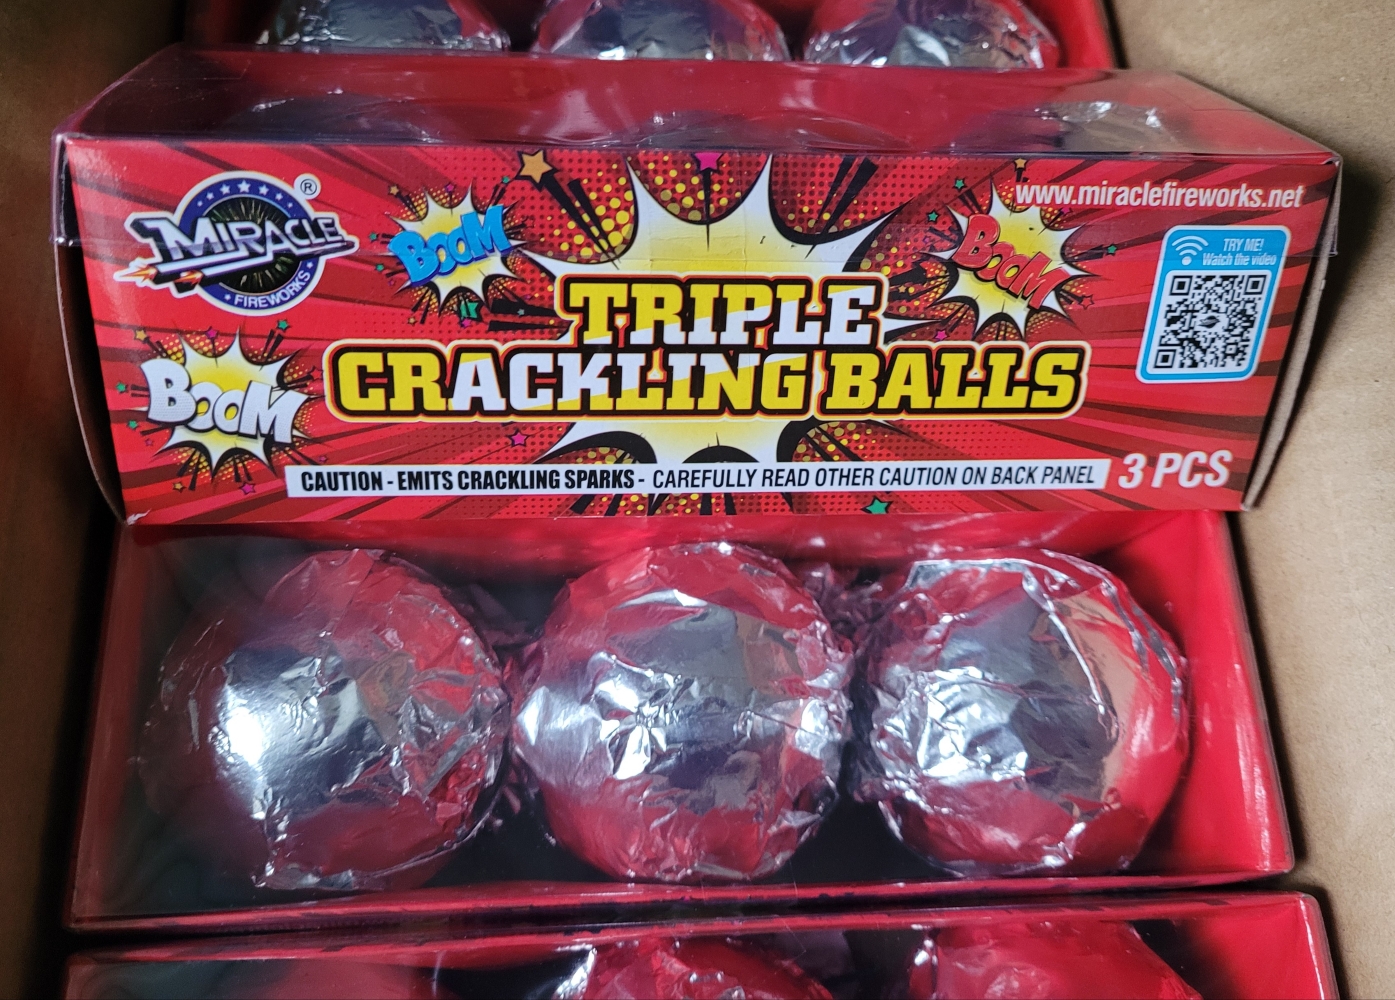 MIRACLE ®
FIREWORKS
BOOM
BOOM
BOOM
www.miraclefireworks.net
TRY ME!
Watch the video
TRIPLE
CRACKLING BALLS
CAUTION - EMITS CRACKLING SPARKS - CAREFULLY READ OTHER CAUTION ON BACK PANEL
3 PCS